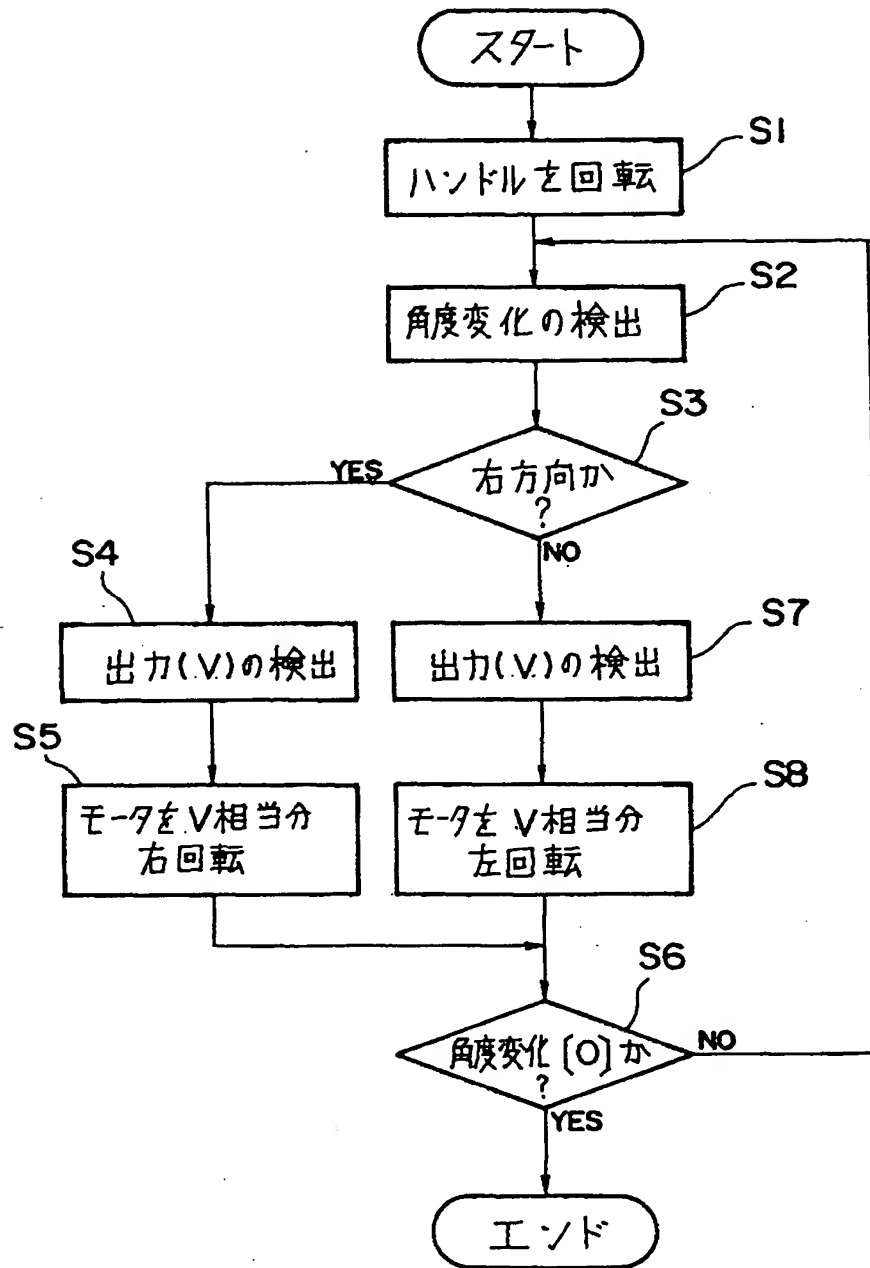 スタート
S1
ハンドルを回転
S2
角度変化の検出
S3
YES
右方向か
?
NO
S4
出力(V)の検出
S7
出力(V)の検出
S5
モータをV相当分
右回転
S8
モータをV相当分
左回転
S6
角度変化[0]か
?
NO
YES
エンド